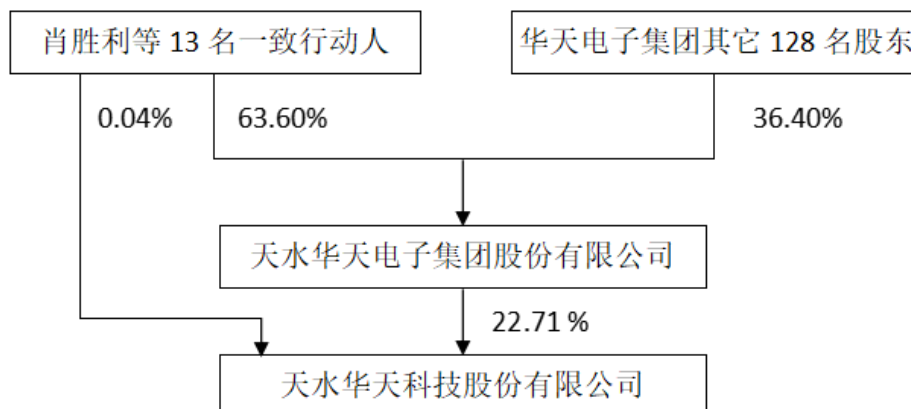 肖胜利等 13 名一致行动人
华天电子集团其它 128 名股东
0.04%
63.60%
36.40%
天水华天电子集团股份有限公司
22.71 %
天水华天科技股份有限公司